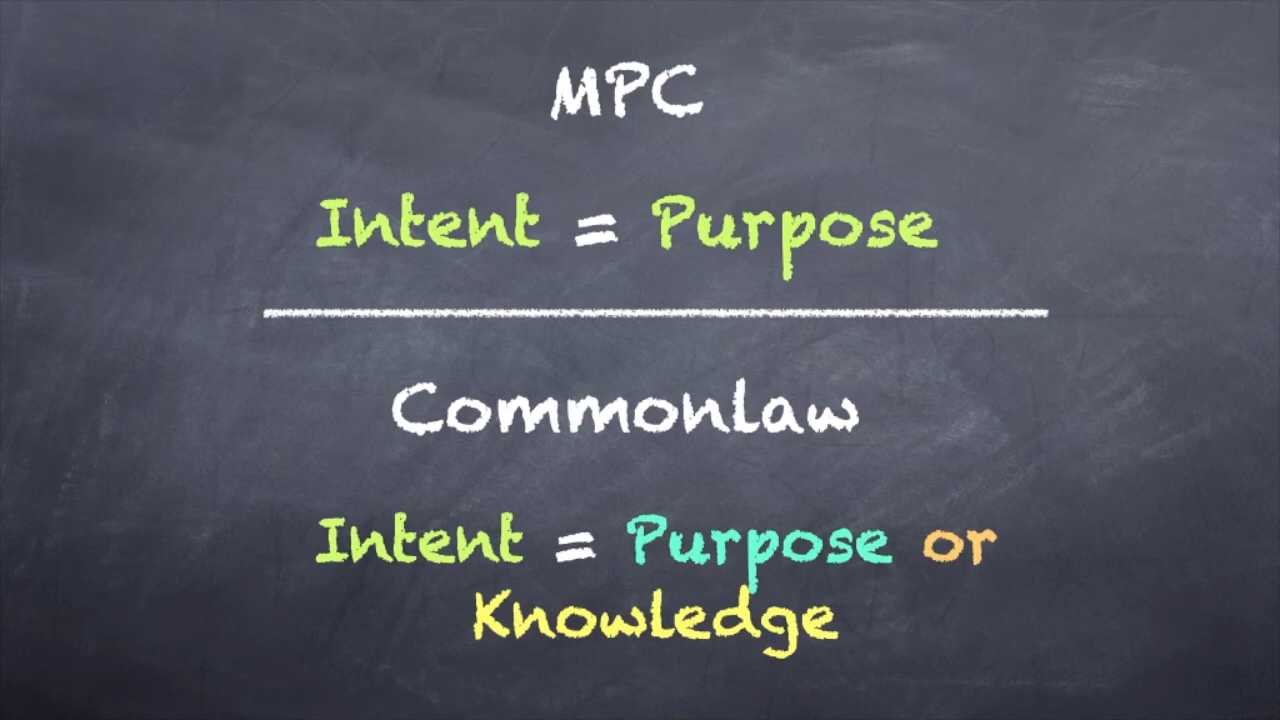 MPC
Intent = Purpose
Commonlaw
Intent = Purpose or
Knowledge